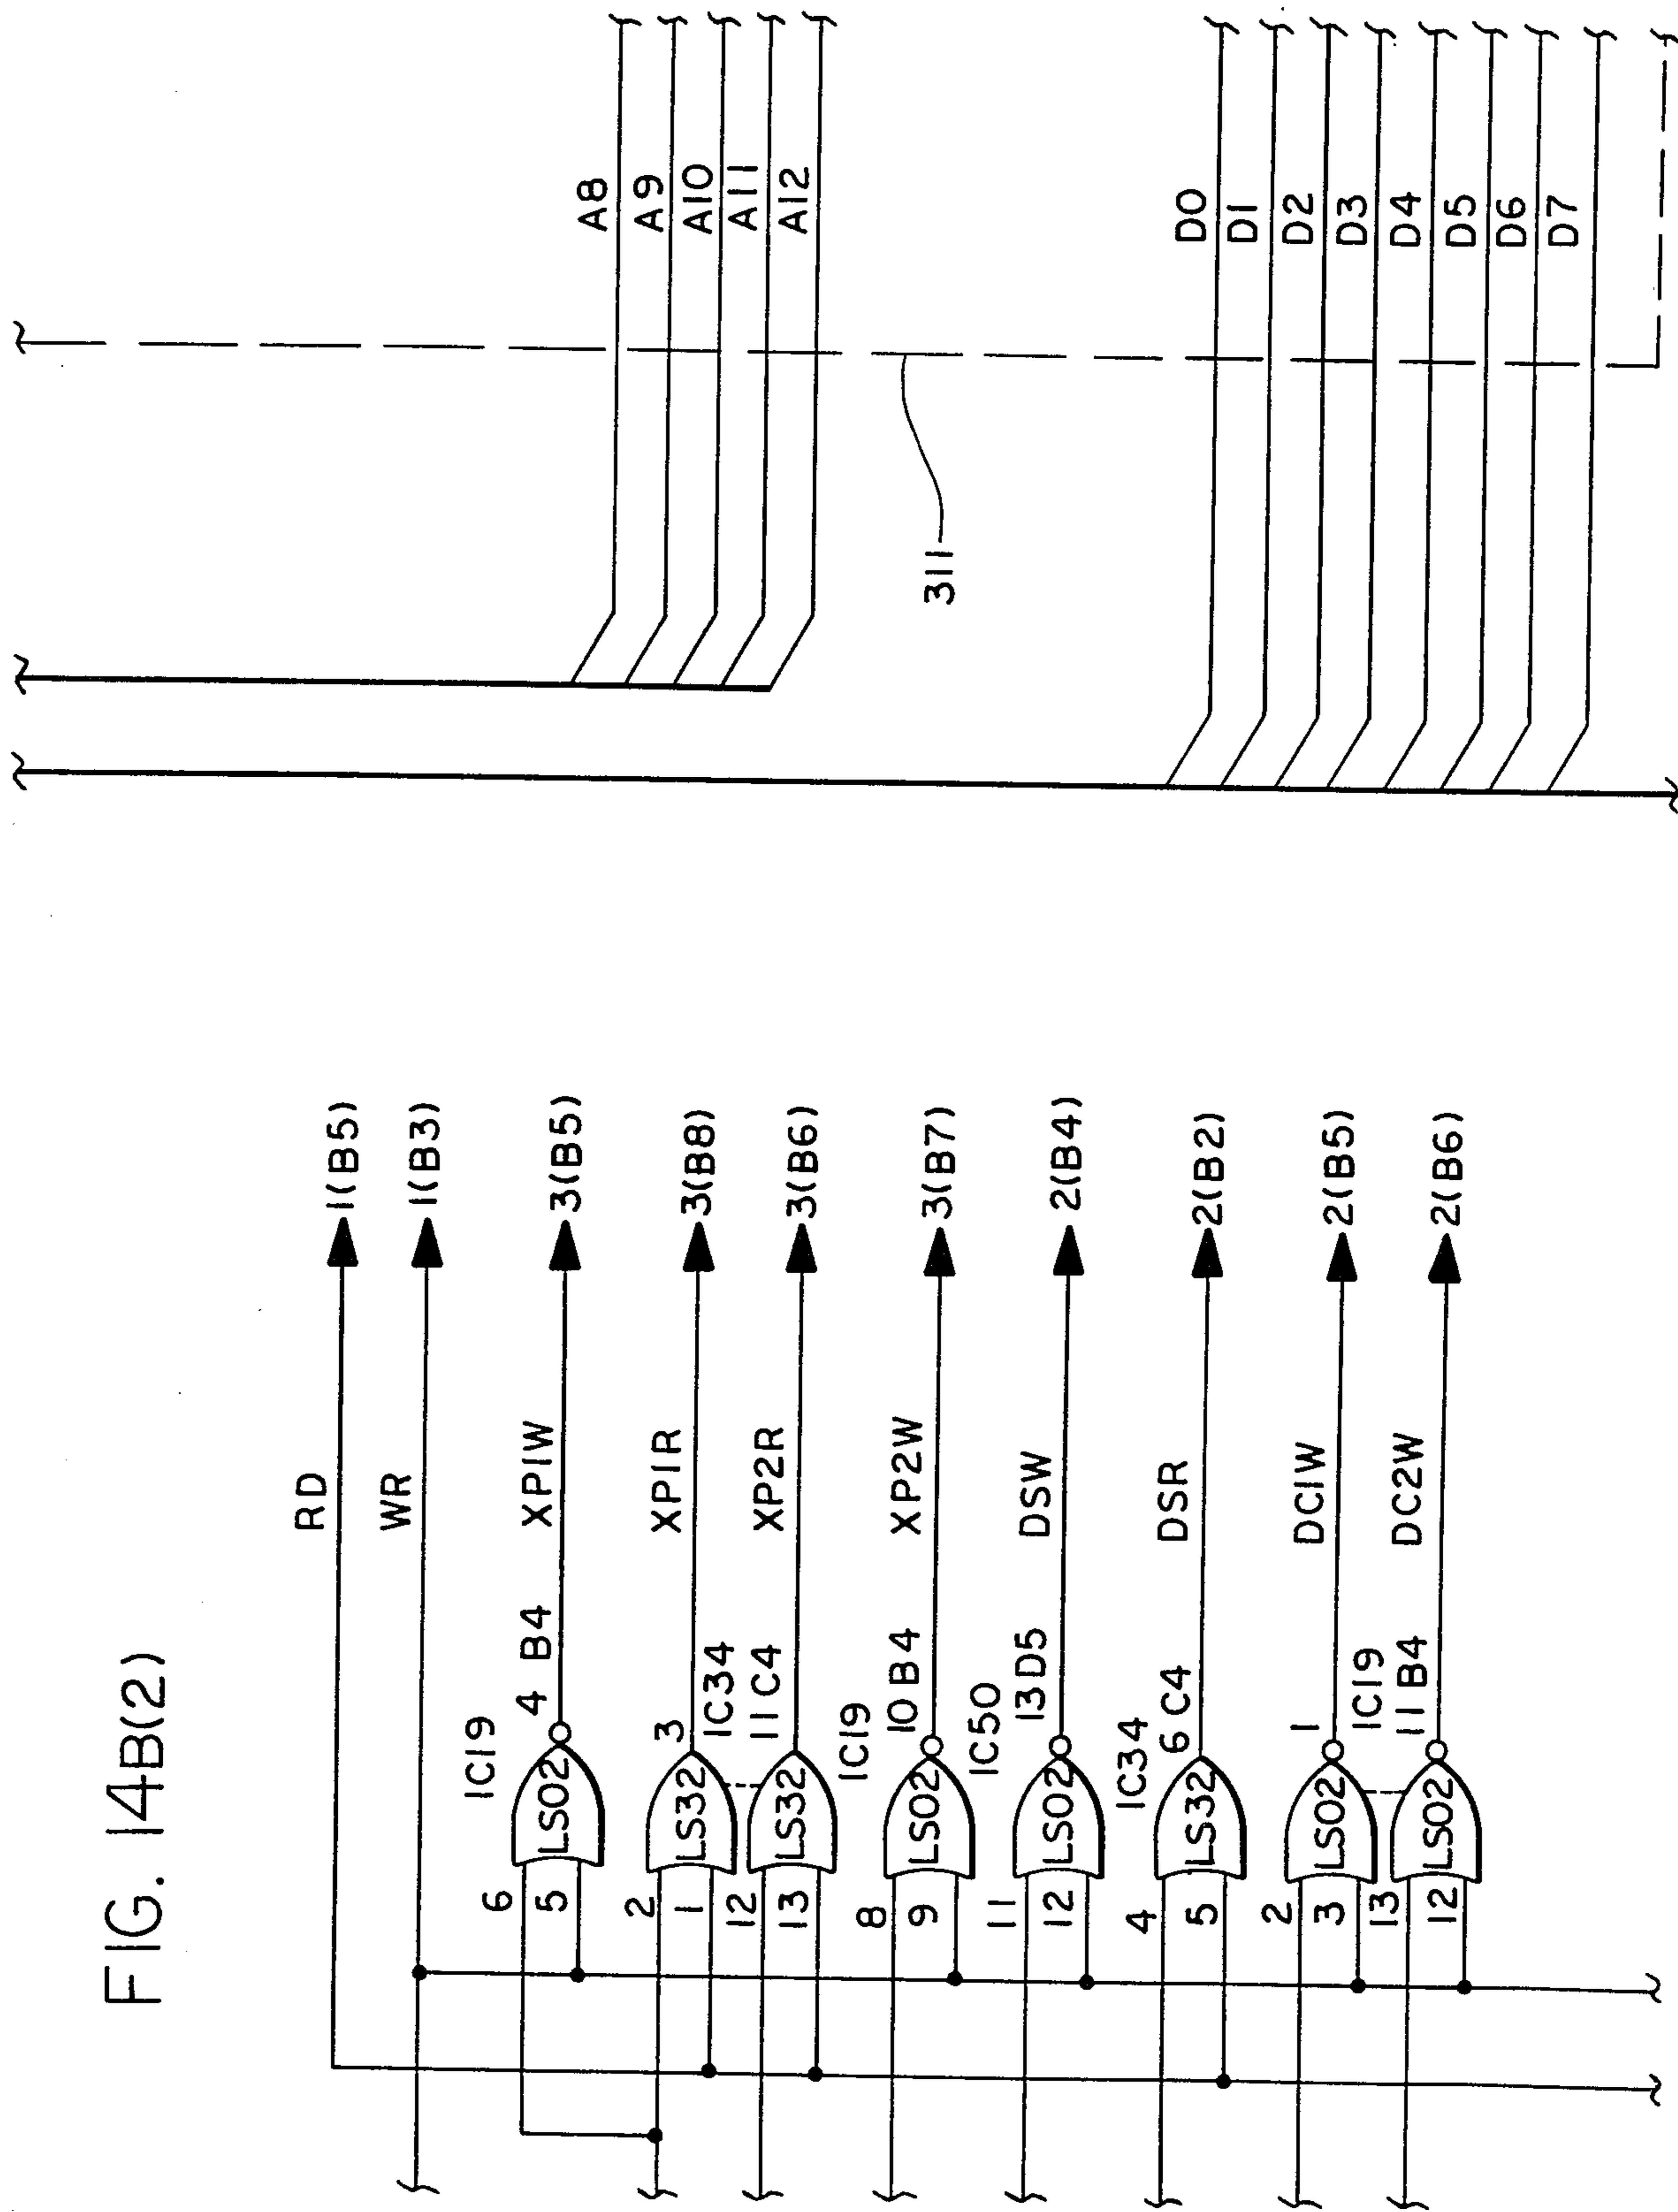 FIG. 14B(2)
RD
1(B5)
WR
1(B3)
IC19
6
5
LS02
4 B4
XP1W
3(B5)
2
1
LS32
3
XP1R
3(B8)
IC34
12
13
LS32
11 C4
XP2R
3(B6)
IC19
8
9
LS02
10 B4
XP2W
3(B7)
IC50
11
12
LS02
13 D5
DSW
2(B4)
IC34
4
5
LS32
6 C4
DSR
2(B2)
2
3
LS02
1
DC1W
2(B5)
IC19
13
12
LS02
11 B4
DC2W
2(B6)
A8
A9
A10
A11
A12
311
D0
D1
D2
D3
D4
D5
D6
D7